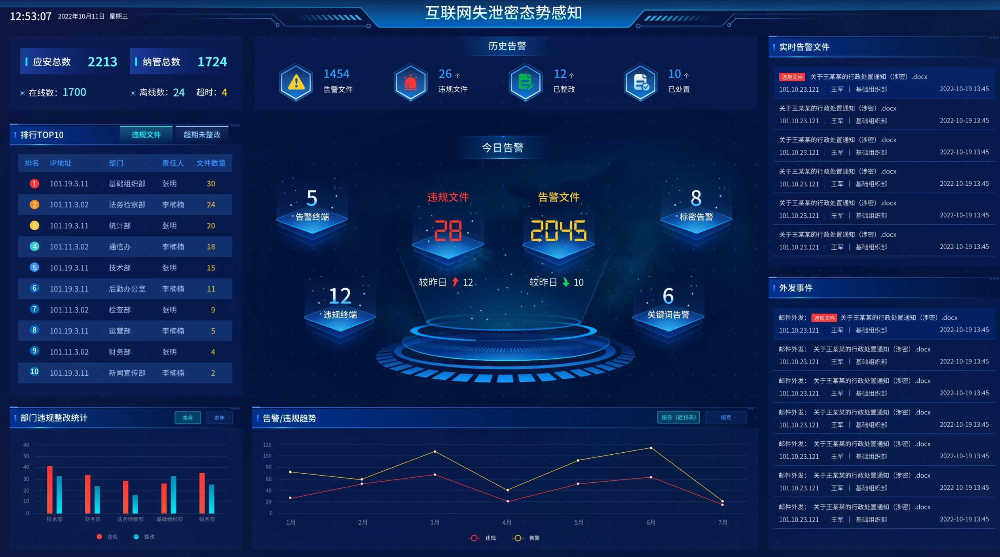 12:53:07 2022年10月11日 星期三
互联网失泄密态势感知
应安总数 2213 纳管总数 1724
在线数：1700 离线数：24 超时：4
历史告警
1454
告警文件
26 个
违规文件
12 个
已整改
10 个
已处置
排行TOP10 违规文件 超期未整改
排名 IP地址 部门 责任人 文件数量
1 101.19.3.11 基础组织部 张明 30
2 101.11.3.02 法务检察部 李楠楠 24
3 101.19.3.11 统计部 张明 20
4 101.11.3.02 通信办 李楠楠 18
5 101.19.3.11 技术部 张明 15
6 101.19.3.11 后勤办公室 李楠楠 11
7 101.11.3.02 检查部 张明 9
8 101.19.3.11 运营部 李楠楠 5
9 101.11.3.02 财务部 张明 4
10 101.19.3.11 新闻宣传部 李楠楠 2
今日告警
5
告警终端
违规文件
28
较昨日 12
告警文件
2045
较昨日 10
8
标密告警
12
违规终端
6
关键词告警
部门违规整改统计 本月 本年
60
50
40
30
20
10
0
技术部 财务部 法务检察部 基础组织部 财务部
违规 整改
告警/违规趋势 按日（近15天） 按月
120
100
80
60
40
20
0
1月 2月 3月 4月 5月 6月 7月
违规 告警
实时告警文件
违规文件 关于王某某的行政处置通知（涉密）.docx
101.10.23.121 | 王军 | 基础组织部 2022-10-19 13:45
关于王某某的行政处置通知（涉密）.docx
101.10.23.121 | 王军 | 基础组织部 2022-10-19 13:45
关于王某某的行政处置通知（涉密）.docx
101.10.23.121 | 王军 | 基础组织部 2022-10-19 13:45
关于王某某的行政处置通知（涉密）.docx
101.10.23.121 | 王军 | 基础组织部 2022-10-19 13:45
关于王某某的行政处置通知（涉密）.docx
101.10.23.121 | 王军 | 基础组织部 2022-10-19 13:45
关于王某某的行政处置通知（涉密）.docx
101.10.23.121 | 王军 | 基础组织部 2022-10-19 13:45
外发事件
邮件外发： 违规文件 关于王某某的行政处置通知（涉密）.docx
101.10.23.121 | 王军 | 基础组织部 2022-10-19 13:45
邮件外发： 关于王某某的行政处置通知（涉密）.docx
101.10.23.121 | 王军 | 基础组织部 2022-10-19 13:45
邮件外发： 关于王某某的行政处置通知（涉密）.docx
101.10.23.121 | 王军 | 基础组织部 2022-10-19 13:45
邮件外发： 关于王某某的行政处置通知（涉密）.docx
101.10.23.121 | 王军 | 基础组织部 2022-10-19 13:45
邮件外发： 关于王某某的行政处置通知（涉密）.docx
101.10.23.121 | 王军 | 基础组织部 2022-10-19 13:45
邮件外发： 关于王某某的行政处置通知（涉密）.docx
101.10.23.121 | 王军 | 基础组织部 2022-10-19 13:45
邮件外发： 关于王某某的行政处置通知（涉密）.docx
101.10.23.121 | 王军 | 基础组织部 2022-10-19 13:45